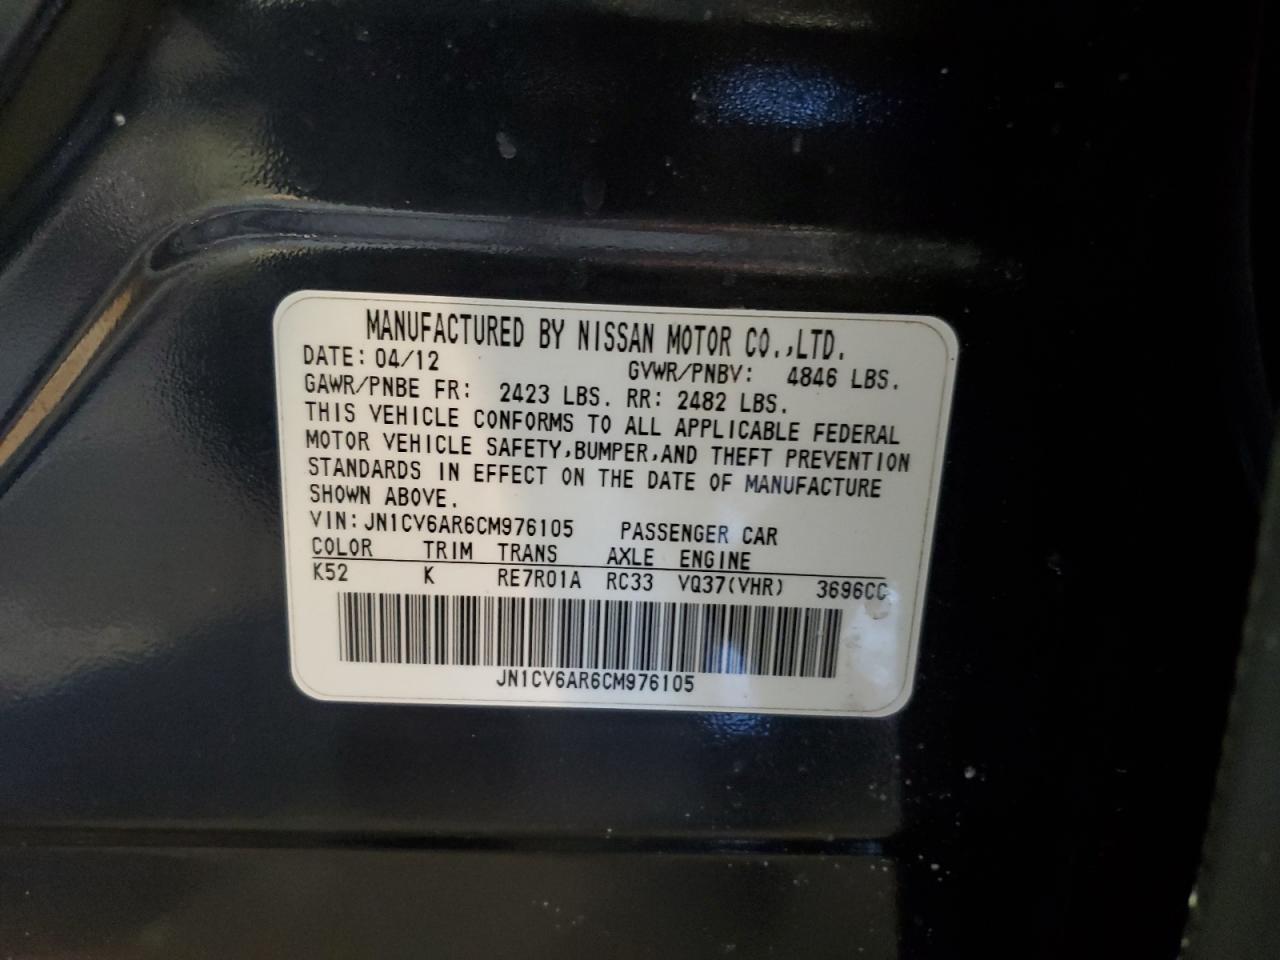 MANUFACTURED BY NISSAN MOTOR CO.,LTD.
DATE: 04/12 GVWR/PNBV: 4846 LBS.
GAWR/PNBE FR: 2423 LBS. RR: 2482 LBS.
THIS VEHICLE CONFORMS TO ALL APPLICABLE FEDERAL
MOTOR VEHICLE SAFETY,BUMPER,AND THEFT PREVENTION
STANDARDS IN EFFECT ON THE DATE OF MANUFACTURE
SHOWN ABOVE.
VIN:JN1CV6AR6CM976105 PASSENGER CAR
COLOR TRIM TRANS AXLE ENGINE
K52 K RE7R01A RC33 VQ37(VHR) 3696CC
JN1CV6AR6CM976105